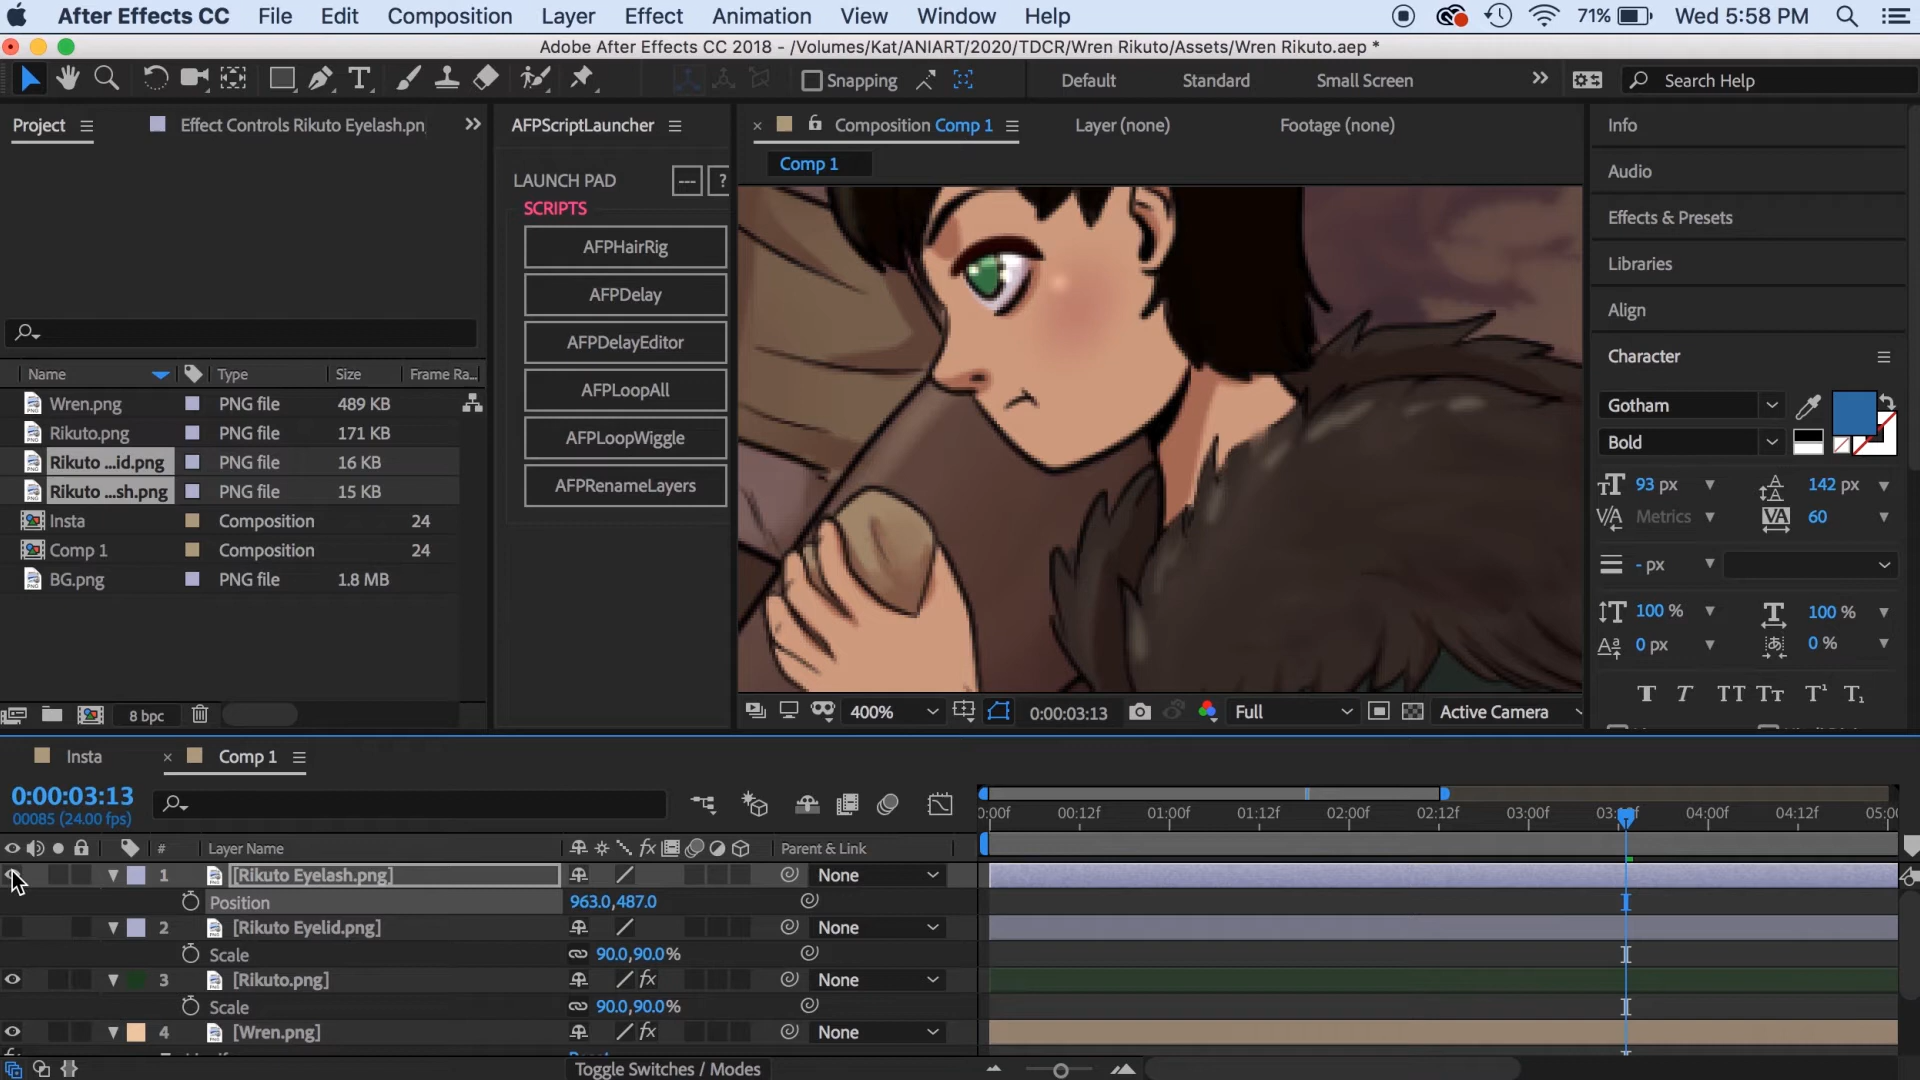 After Effects CC File Edit Composition Layer Effect Animation View Window Help 71% Wed 5:58 PM
Adobe After Effects CC 2018 - /Volumes/Kat/ANIART/2020/TDCR/Wren Rikuto/Assets/Wren Rikuto.aep *
Snapping Default Standard Small Screen Search Help
Project Effect Controls Rikuto Eyelash.pn
AFPScriptLauncher
LAUNCH PAD --- ?
SCRIPTS
AFPHairRig
AFPDelay
AFPDelayEditor
AFPLoopAll
AFPLoopWiggle
AFPRenameLayers
Composition Comp 1 Layer (none) Footage (none)
Comp 1
Name Type Size Frame Ra...
Wren.png PNG file 489 KB
Rikuto.png PNG file 171 KB
Rikuto ...id.png PNG file 16 KB
Rikuto ...sh.png PNG file 15 KB
Insta Composition 24
Comp 1 Composition 24
BG.png PNG file 1.8 MB
8 bpc
400% 0:00:03:13 Full Active Camera
Info
Audio
Effects & Presets
Libraries
Align
Character
Gotham
Bold
93 px 142 px
Metrics 60
- px
100 % 100 %
0 px 0 %
T T TT Tt T¹ T₁
Insta Comp 1
0:00:03:13
00085 (24.00 fps)
00:12f 01:00f 01:12f 02:00f 02:12f 03:00f 04:00f 04:12f
# Layer Name Parent & Link
1 [Rikuto Eyelash.png] None
Position 963.0,487.0
2 [Rikuto Eyelid.png] None
Scale 90.0,90.0%
3 [Rikuto.png] fx None
Scale 90.0,90.0%
4 [Wren.png] fx None
Toggle Switches / Modes